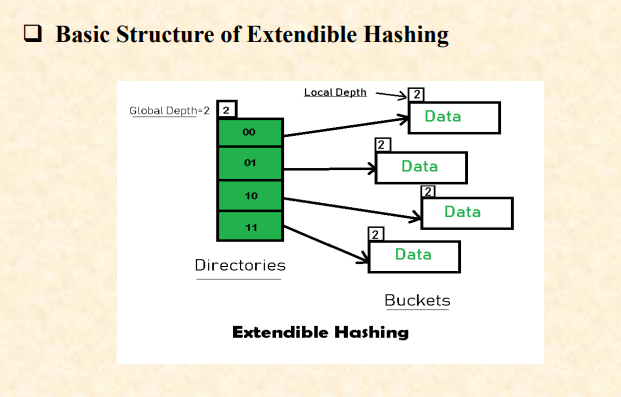 ❑ Basic Structure of Extendible Hashing
Local Depth
2
Global Depth=2
2
Data
00
2
01
Data
2
10
Data
11
2
Data
Directories
Buckets
Extendible Hashing